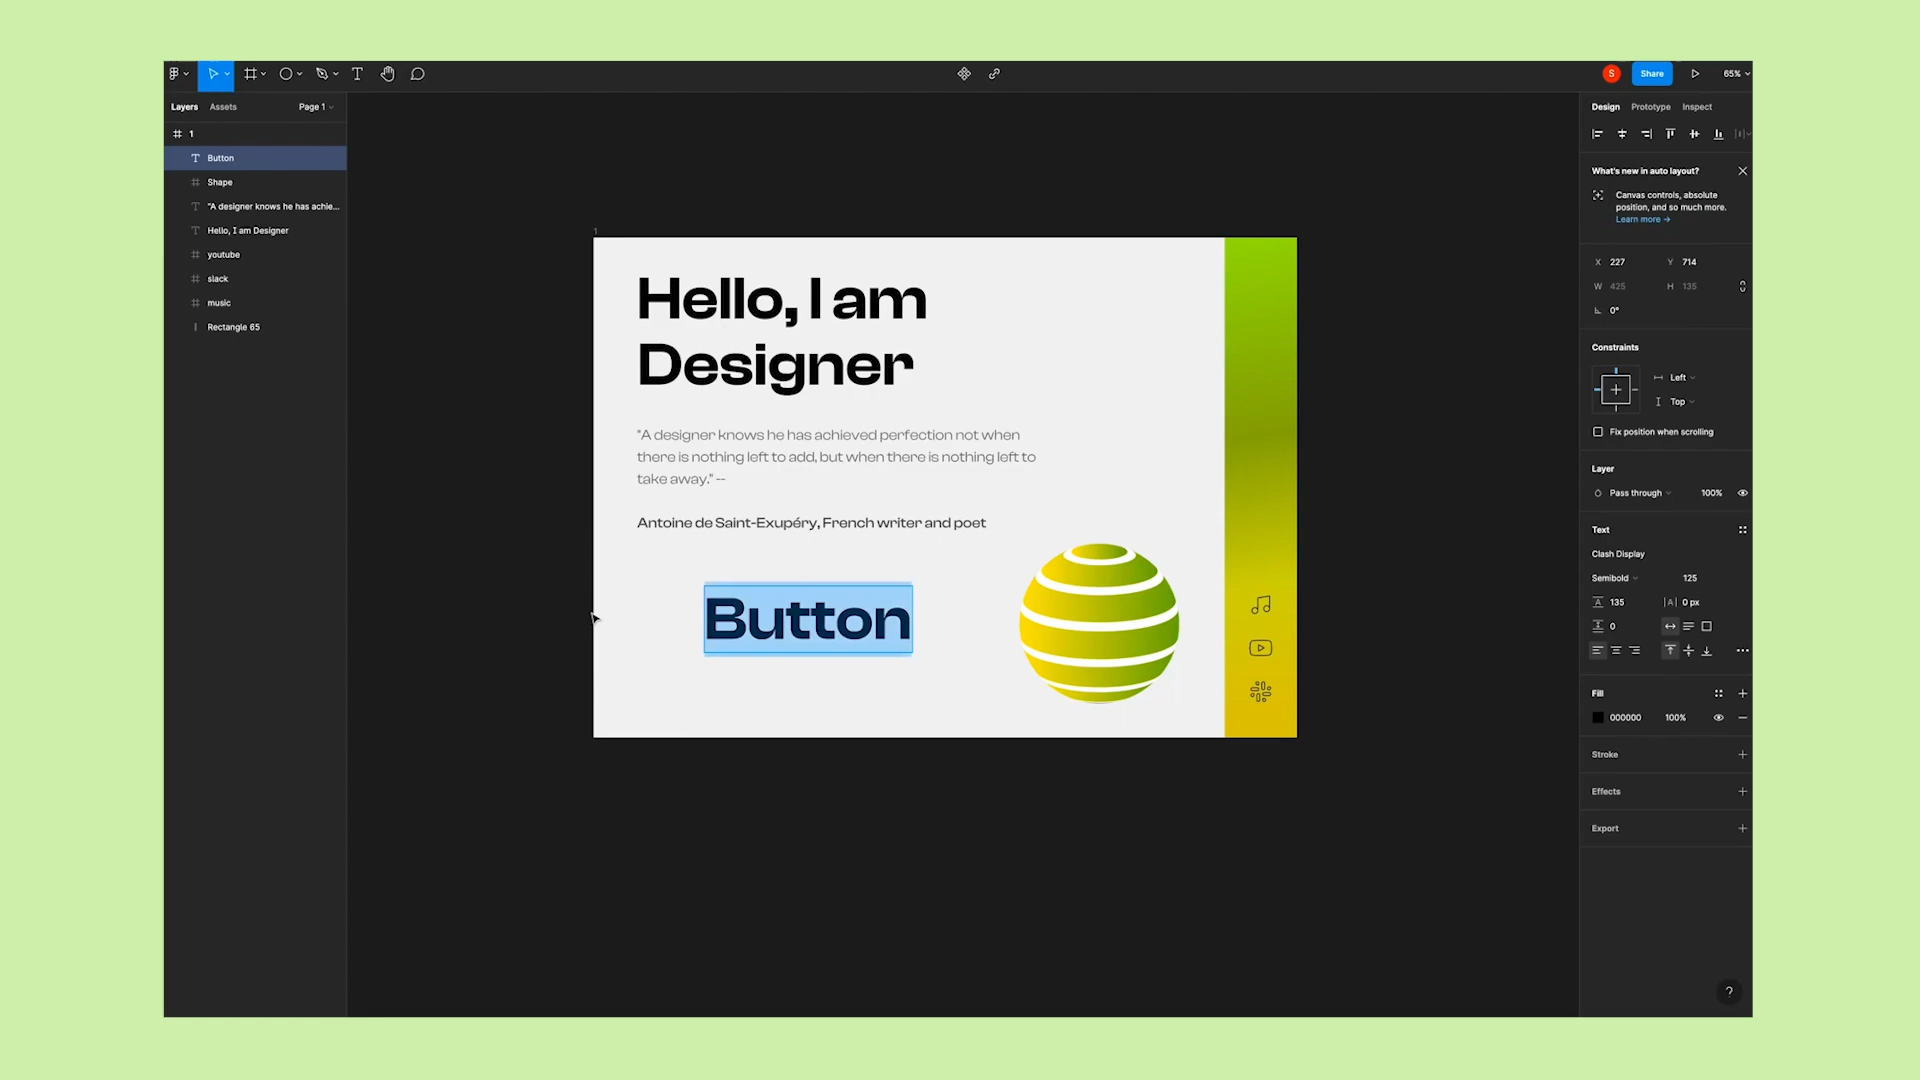 S
Share
65%
Layers
Assets
Page 1
1
Button
Shape
"A designer knows he has achie...
Hello, I am Designer
youtube
slack
music
Rectangle 65
1
Hello, I am
Designer
"A designer knows he has achieved perfection not when
there is nothing left to add, but when there is nothing left to
take away." --
Antoine de Saint-Exupéry, French writer and poet
Button
Design
Prototype
Inspect
What's new in auto layout?
Canvas controls, absolute
position, and so much more.
Learn more →
X 227 Y 714
W 425 H 135
0°
Constraints
Left
Top
Fix position when scrolling
Layer
Pass through 100%
Text
Clash Display
Semibold 125
135 |A| 0 px
0
Fill
000000 100%
Stroke
Effects
Export
?